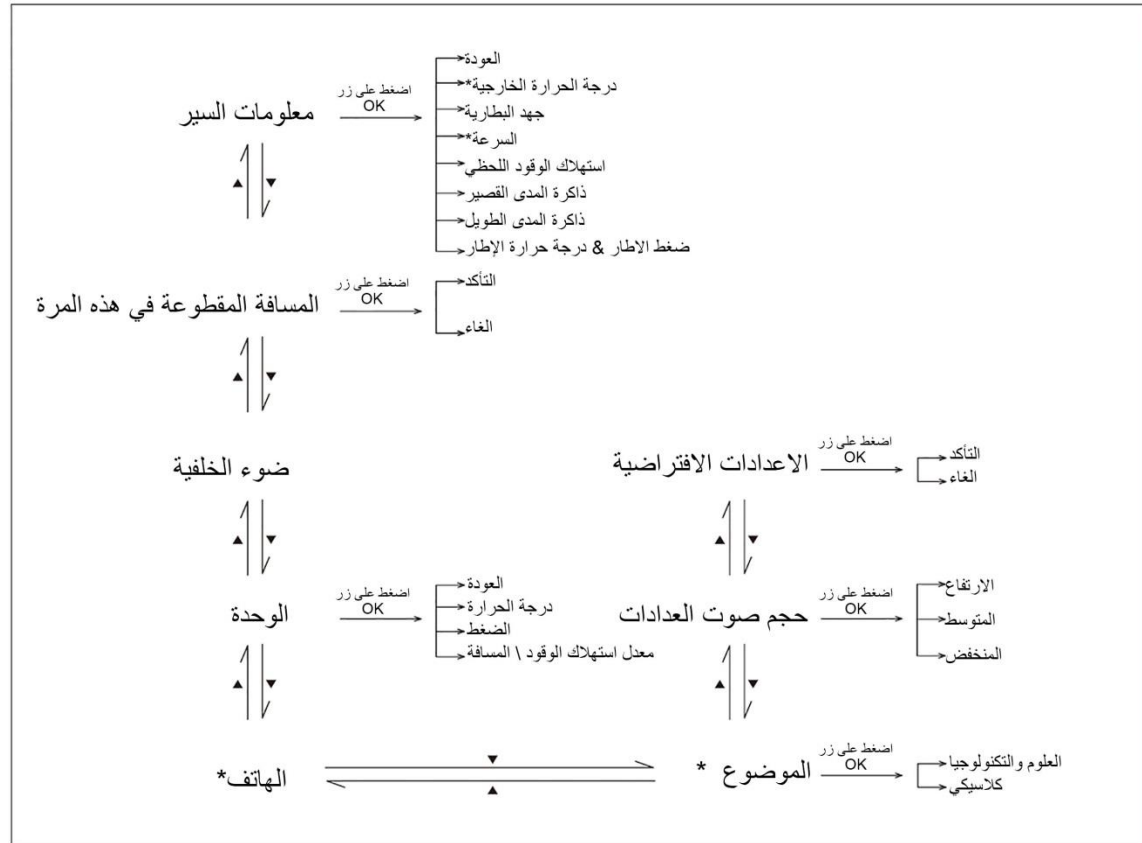 معلومات السير
اضغط على زر
OK
العودة
درجة الحرارة الخارجية*
جهد البطارية
السرعة*
استهلاك الوقود اللحظي
ذاكرة المدى القصير
ذاكرة المدى الطويل
ضغط الاطار & درجة حرارة الإطار
المسافة المقطوعة في هذه المرة
اضغط على زر
OK
التأكد
الغاء
ضوء الخلفية
الوحدة
اضغط على زر
OK
العودة
درجة الحرارة
الضغط
معدل استهلاك الوقود \ المسافة
الهاتف*
الاعدادات الافتراضية
اضغط على زر
OK
التأكد
الغاء
حجم صوت العدادات
اضغط على زر
OK
الارتفاع
المتوسط
المنخفض
الموضوع *
اضغط على زر
OK
العلوم والتكنولوجيا
كلاسيكي